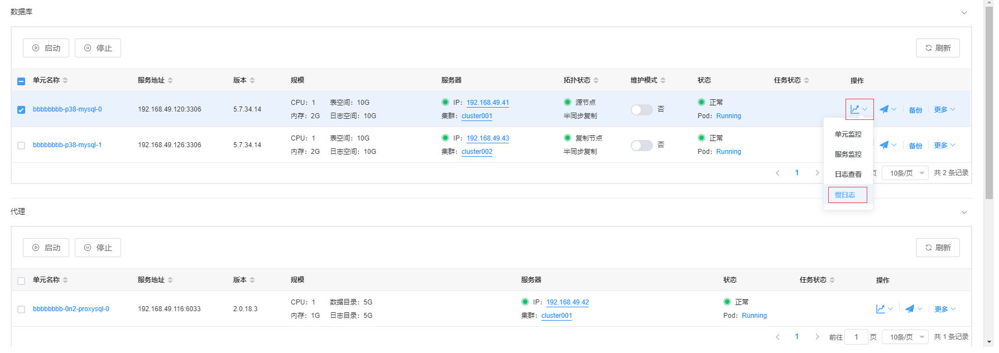 数据库
启动 停止 刷新
单元名称 服务地址 版本 规模 服务器 拓扑状态 维护模式 状态 任务状态 操作
bbbbbbbb-p38-mysql-0 192.168.49.120:3306 5.7.34.14 CPU: 1 表空间: 10G IP: 192.168.49.41 源节点 否 正常 备份 更多
内存: 2G 日志空间: 10G 集群: cluster001 半同步复制 Pod: Running
单元监控
bbbbbbbb-p38-mysql-1 192.168.49.126:3306 5.7.34.14 CPU: 1 表空间: 10G IP: 192.168.49.43 复制节点 否 正常 备份 更多
内存: 2G 日志空间: 10G 集群: cluster002 半同步复制 Pod: Running
服务监控
日志查看
1 页 10条/页 共 2 条记录
慢日志
代理
启动 停止 刷新
单元名称 服务地址 版本 规模 服务器 状态 任务状态 操作
bbbbbbbb-0n2-proxysql-0 192.168.49.116:6033 2.0.18.3 CPU: 1 数据目录: 5G IP: 192.168.49.42 正常 更多
内存: 1G 日志目录: 5G 集群: cluster001 Pod: Running
1 前往 1 页 10条/页 共 1 条记录